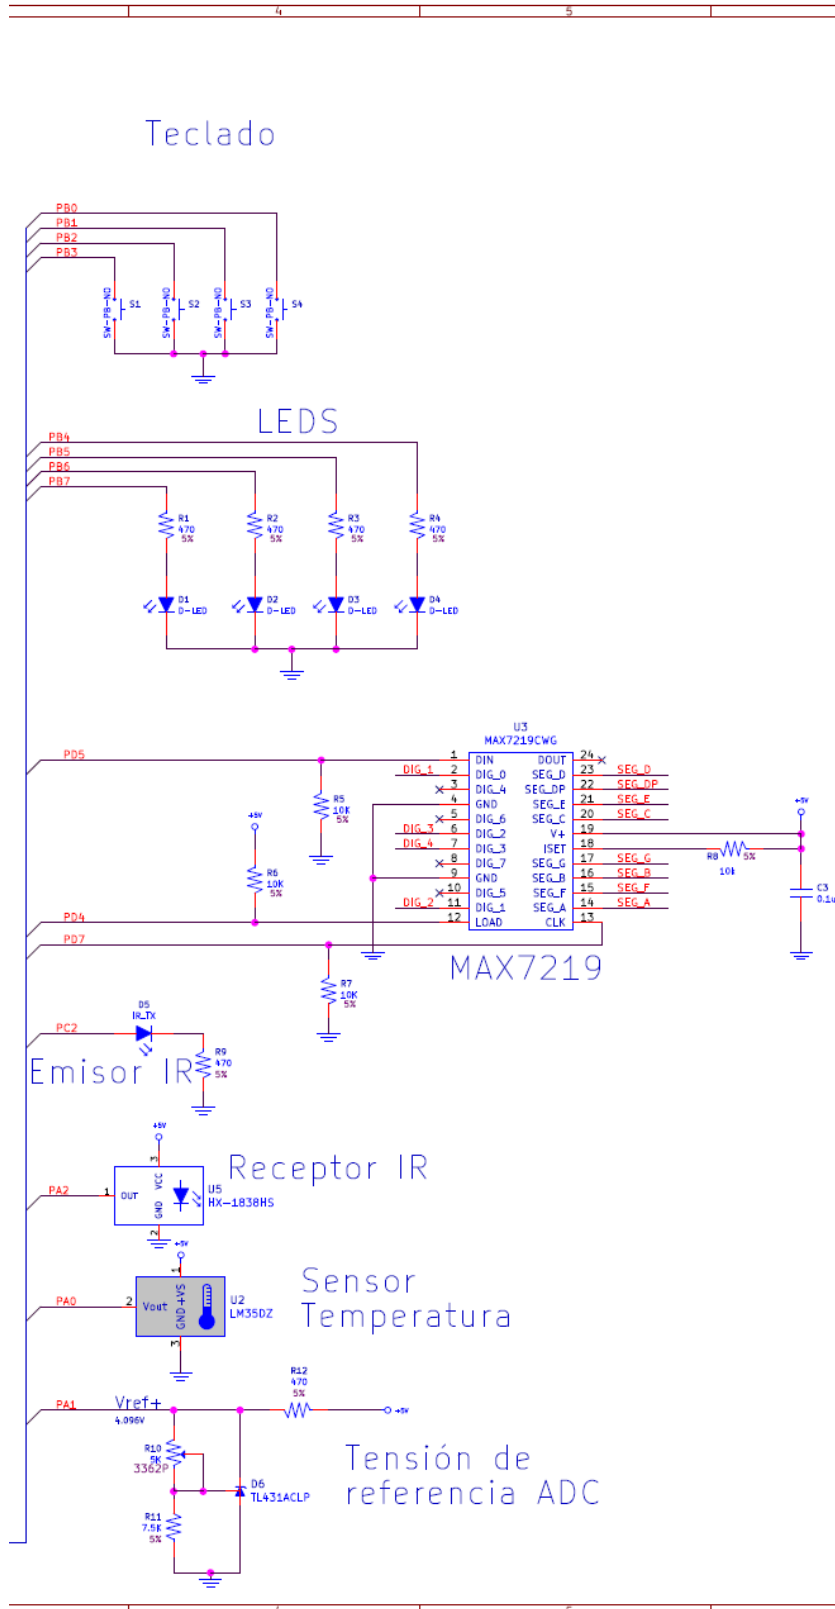 4 5
Teclado
PB0
PB1
PB2
PB3
SW-PB-NO S1
SW-PB-NO S2
SW-PB-NO S3
SW-PB-NO S4
LEDS
PB4
PB5
PB6
PB7
R1
470
5%
R2
470
5%
R3
470
5%
R4
470
5%
D1
D-LED
D2
D-LED
D3
D-LED
D4
D-LED
U3
MAX7219CWG
PD5
1 DIN DOUT 24
DIG_1 2 DIG_0 SEG_D 23 SEG_D
3 DIG_4 SEG_DP 22 SEG_DP
4 GND SEG_E 21 SEG_E
5 DIG_6 SEG_C 20 SEG_C
DIG_3 6 DIG_2 V+ 19
DIG_4 7 DIG_3 ISET 18
8 DIG_7 SEG_G 17 SEG_G
9 GND SEG_B 16 SEG_B
10 DIG_5 SEG_F 15 SEG_F
DIG_2 11 DIG_1 SEG_A 14 SEG_A
12 LOAD CLK 13
R5
10K
5%
+5V
R6
10K
5%
+5V
R8 5%
10k
C3
0.1u
PD4
PD7
MAX7219
R7
10K
5%
PC2
D5
IR_TX
R9
470
5%
Emisor IR
+5V
Receptor IR
PA2
1 OUT VCC 3 GND 2
U5
HX-1838HS
+5V
Sensor
Temperatura
PA0
2 Vout +VS 1 GND 3
U2
LM35DZ
R12
470
5%
+5V
PA1
Vref+
4.096V
R10
5K
3362P
Tensión de
referencia ADC
D6
TL431ACLP
R11
7.5K
5%